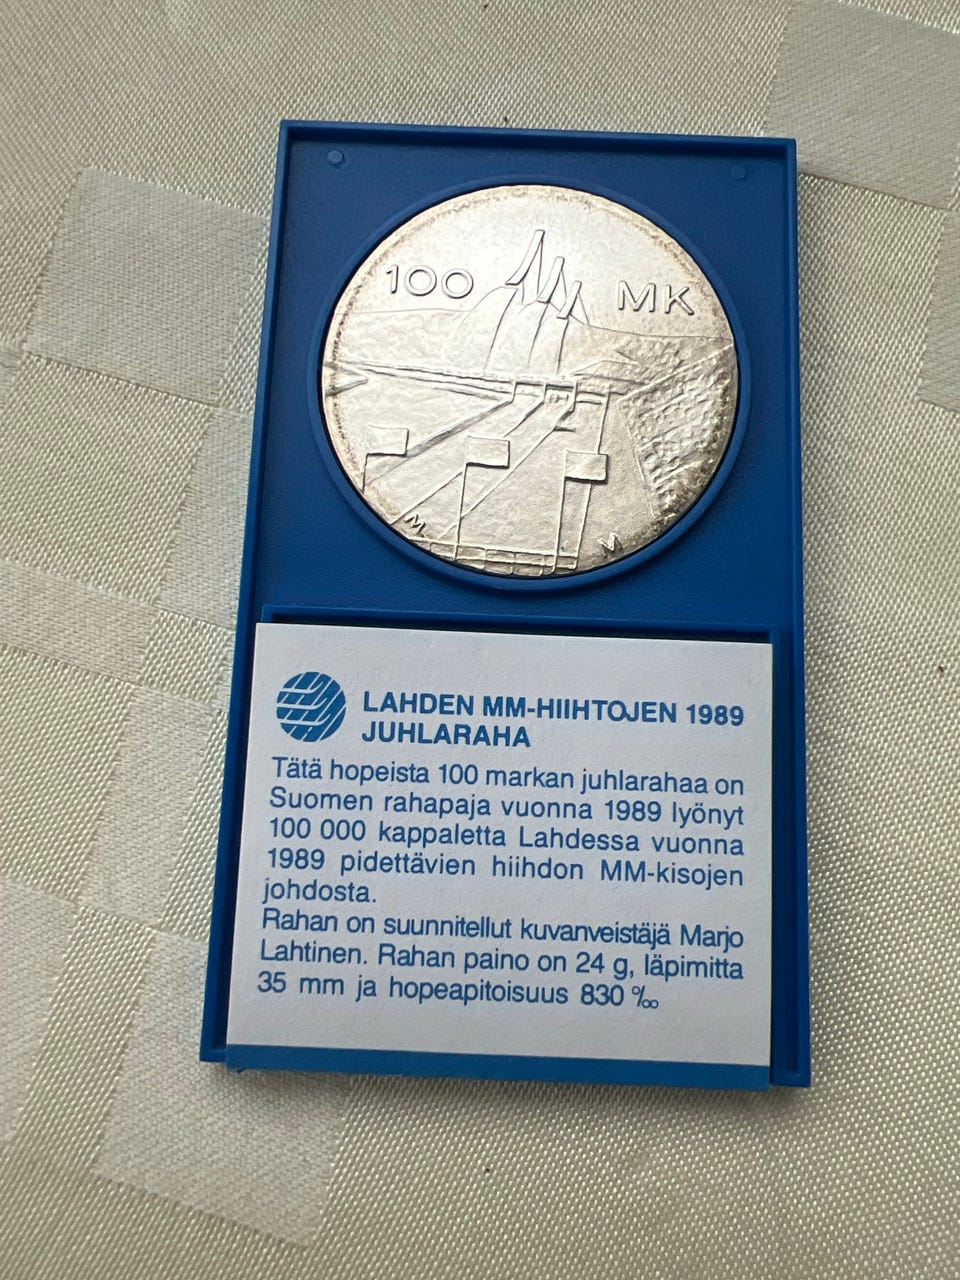 100 MK
M M
LAHDEN MM-HIIHTOJEN 1989
JUHLARAHA
Tätä hopeista 100 markan juhlarahaa on
Suomen rahapaja vuonna 1989 lyönyt
100 000 kappaletta Lahdessa vuonna
1989 pidettävien hiihdon MM-kisojen
johdosta.
Rahan on suunnitellut kuvanveistäjä Marjo
Lahtinen. Rahan paino on 24 g, läpimitta
35 mm ja hopeapitoisuus 830 ‰